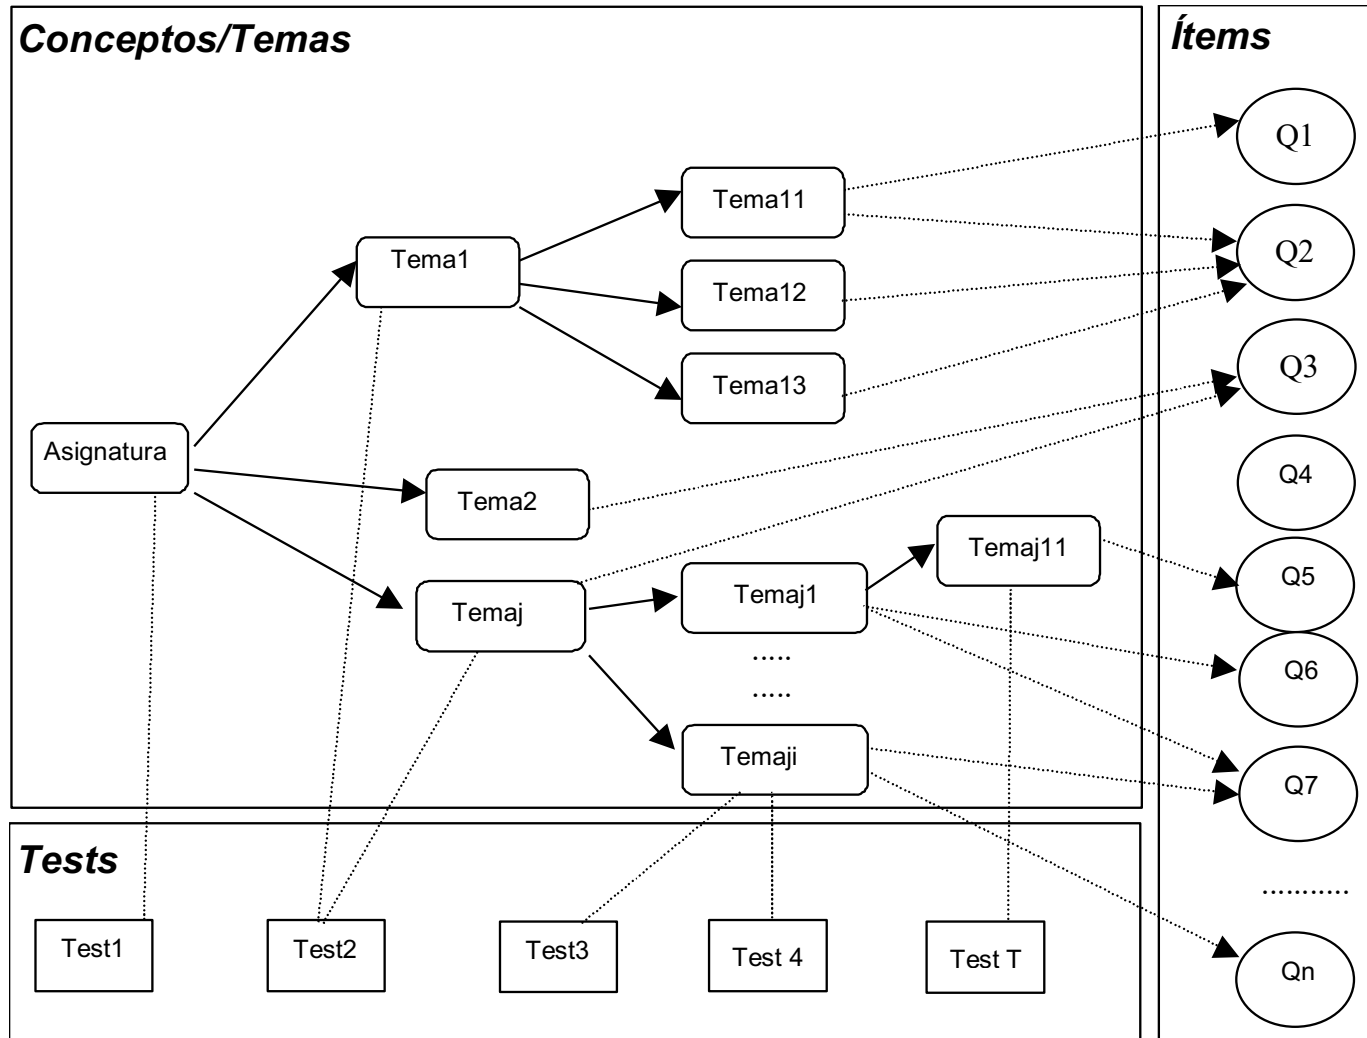 Conceptos/Temas
Ítems
Q1
Tema11
Q2
Tema1
Tema12
Q3
Tema13
Asignatura
Q4
Tema2
Temaj11
Q5
Temaj1
Temaj
.....
Q6
.....
Temaji
Q7
Tests
...........
Test1
Test2
Test3
Test 4
Test T
Qn